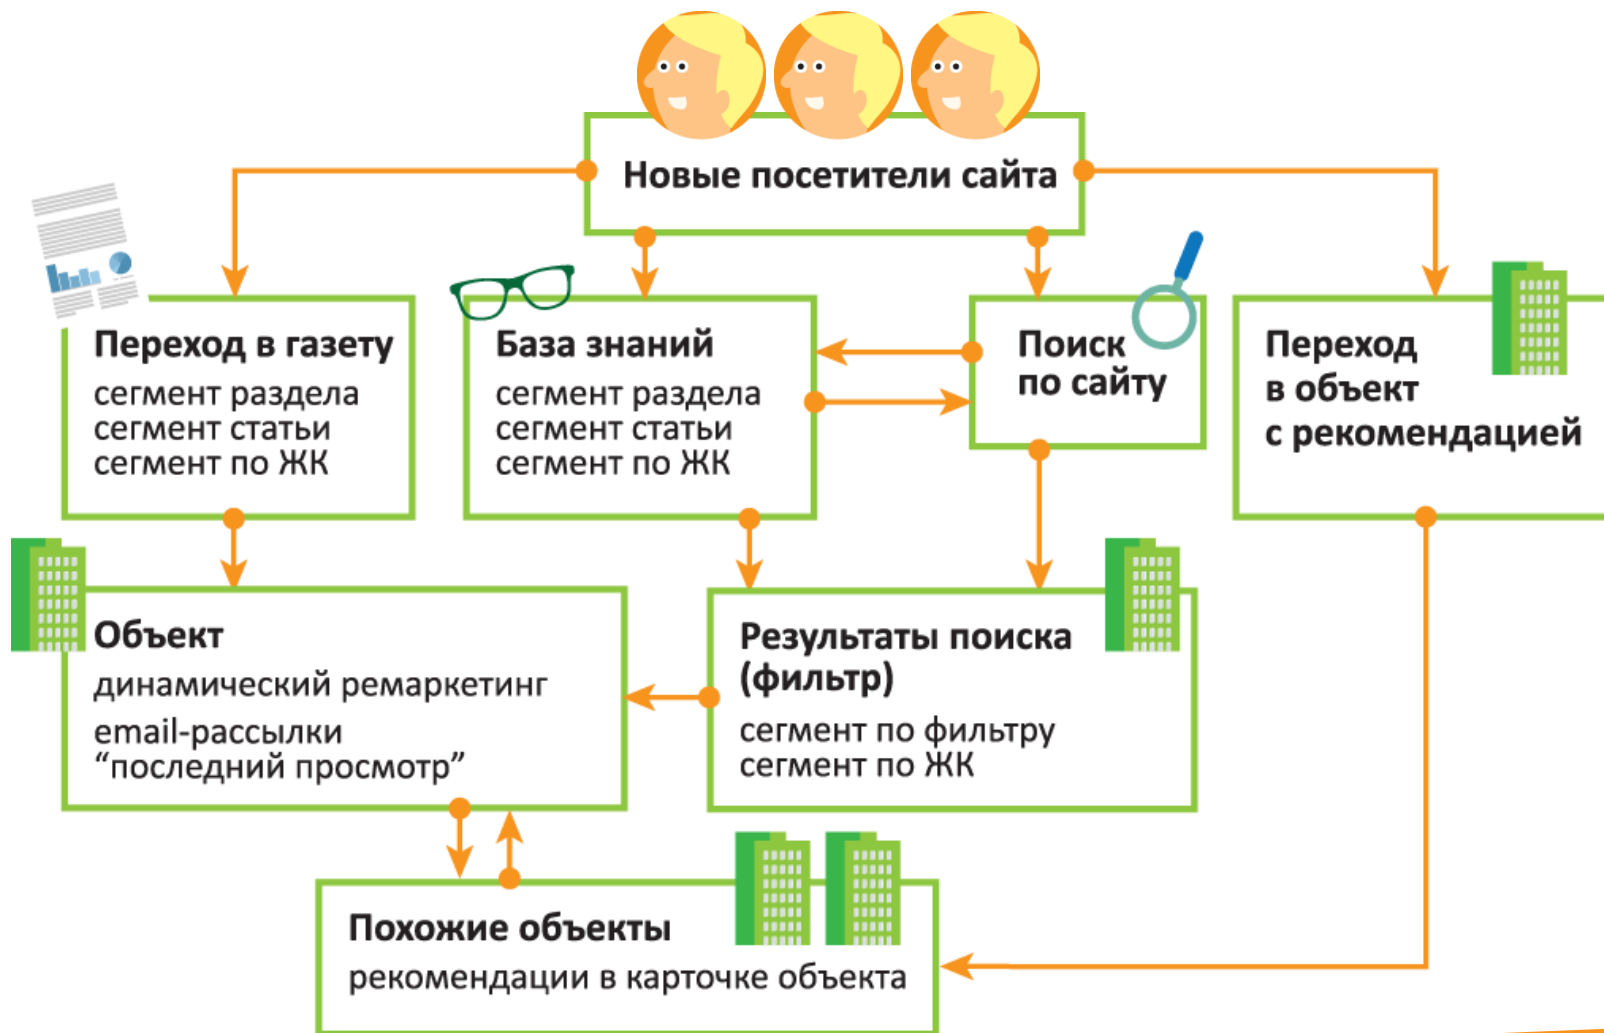 Новые посетители сайта
Переход в газету
сегмент раздела
сегмент статьи
сегмент по ЖК
База знаний
сегмент раздела
сегмент статьи
сегмент по ЖК
Поиск
по сайту
Переход
в объект
с рекомендацией
Объект
динамический ремаркетинг
email-рассылки
“последний просмотр”
Результаты поиска
(фильтр)
сегмент по фильтру
сегмент по ЖК
Похожие объекты
рекомендации в карточке объекта